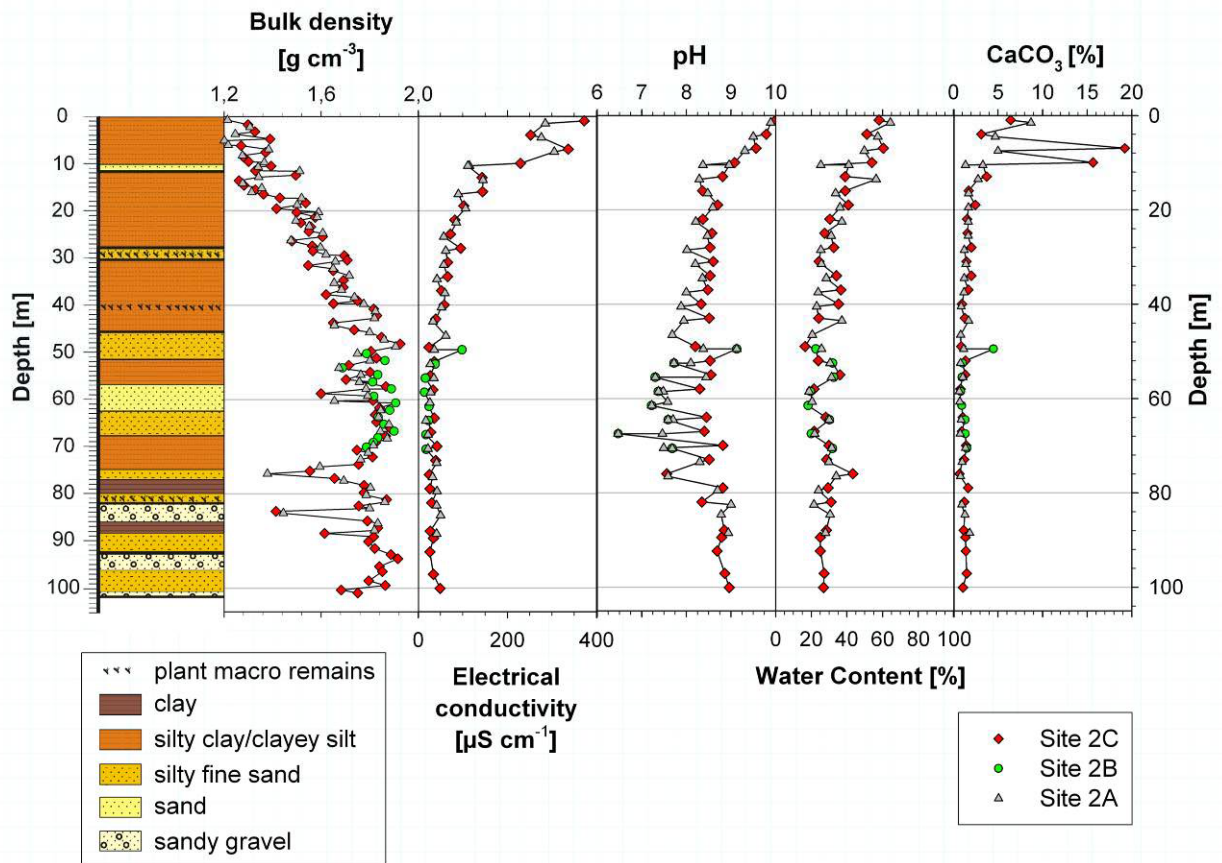 Bulk density
[g cm⁻³]
pH
CaCO₃ [%]
1,2 1,6 2,0 6 7 8 9 10 0 5 10 15 20
0 0
10
20 20
30
40 40
50
60 60
70
80 80
90
100 100
Depth [m]
Depth [m]
0 200 400 0 20 40 60 80 100
Electrical
conductivity
[µS cm⁻¹]
Water Content [%]
plant macro remains
clay
silty clay/clayey silt
silty fine sand
sand
sandy gravel
Site 2C
Site 2B
Site 2A